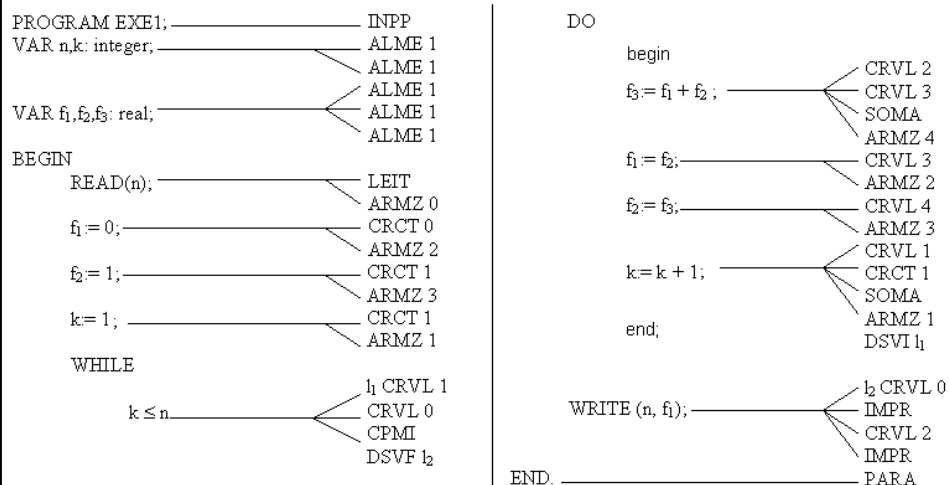 PROGRAM EXE1; INPP
VAR n,k: integer; ALME 1
ALME 1
ALME 1
VAR f₁,f₂,f₃: real; ALME 1
ALME 1
BEGIN
READ(n); LEIT
ARMZ 0
f₁:= 0; CRCT 0
ARMZ 2
f₂:= 1; CRCT 1
ARMZ 3
k:= 1; CRCT 1
ARMZ 1
WHILE
l₁ CRVL 1
k ≤ n CRVL 0
CPMI
DSVF l₂
DO
begin
CRVL 2
f₃:= f₁ + f₂ ; CRVL 3
SOMA
ARMZ 4
f₁:= f₂; CRVL 3
ARMZ 2
f₂:= f₃; CRVL 4
ARMZ 3
CRVL 1
k:= k + 1; CRCT 1
SOMA
ARMZ 1
end; DSVI l₁
l₂ CRVL 0
WRITE (n, f₁); IMPR
CRVL 2
IMPR
END. PARA